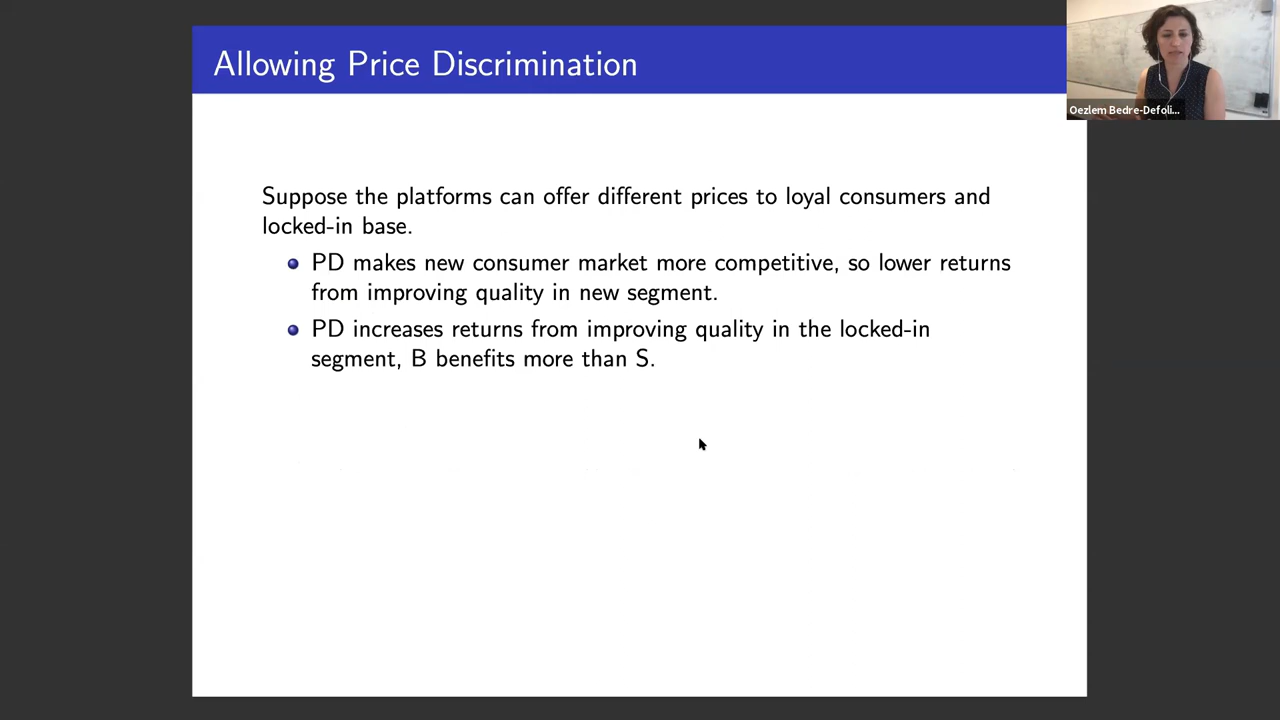 Allowing Price Discrimination
Oezlem Bedre-Defoli...
Suppose the platforms can offer different prices to loyal consumers and
locked-in base.
PD makes new consumer market more competitive, so lower returns
from improving quality in new segment.
PD increases returns from improving quality in the locked-in
segment, B benefits more than S.